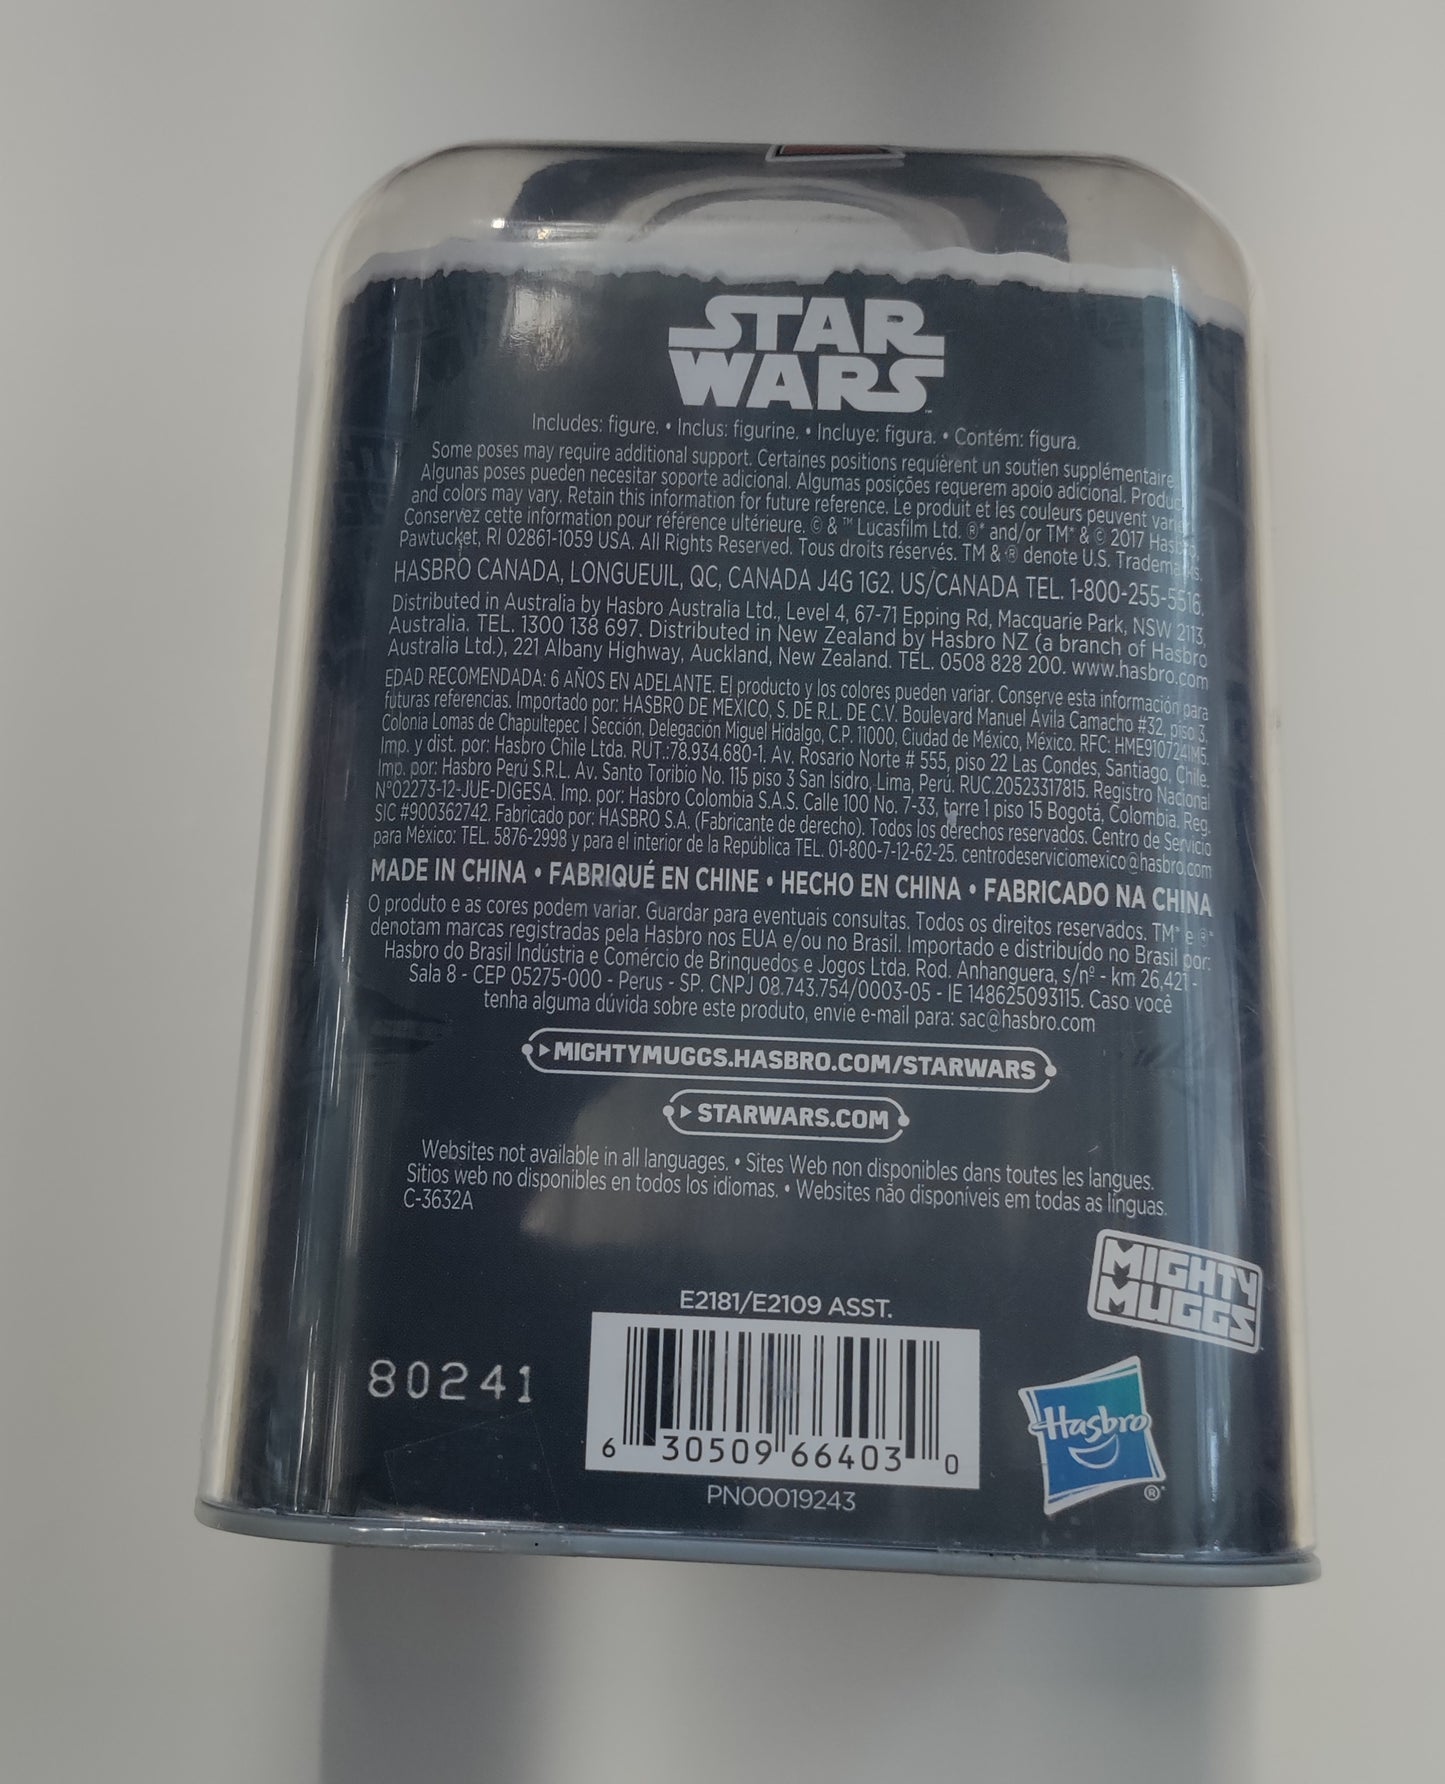 STAR
WARS
Includes: figure. • Inclus: figurine. • Incluye: figura. • Contém: figura.
Some poses may require additional support. Certaines positions requièrent un soutien supplémentaire.
Algunas poses pueden necesitar soporte adicional. Algumas posições requerem apoio adicional. Product
and colors may vary. Retain this information for future reference. Le produit et les couleurs peuvent varier.
Conservez cette information pour référence ultérieure. © & ™ Lucasfilm Ltd. ®* and/or TM* & © 2017 Hasbro,
Pawtucket, RI 02861-1059 USA. All Rights Reserved. Tous droits réservés. TM & ® denote U.S. Trademarks.
HASBRO CANADA, LONGUEUIL, QC, CANADA J4G 1G2. US/CANADA TEL. 1-800-255-5516.
Distributed in Australia by Hasbro Australia Ltd., Level 4, 67-71 Epping Rd, Macquarie Park, NSW 2113,
Australia. TEL. 1300 138 697. Distributed in New Zealand by Hasbro NZ (a branch of Hasbro
Australia Ltd.), 221 Albany Highway, Auckland, New Zealand. TEL. 0508 828 200. www.hasbro.com
EDAD RECOMENDADA: 6 AÑOS EN ADELANTE. El producto y los colores pueden variar. Conserve esta información para
futuras referencias. Importado por: HASBRO DE MÉXICO, S. DE R.L. DE C.V. Boulevard Manuel Ávila Camacho #32, piso 3,
Colonia Lomas de Chapultepec I Sección, Delegación Miguel Hidalgo, C.P. 11000, Ciudad de México, México. RFC: HME910724IM5.
Imp. y dist. por: Hasbro Chile Ltda. RUT.:78.934.680-1. Av. Rosario Norte # 555, piso 22 Las Condes, Santiago, Chile.
Imp. por: Hasbro Perú S.R.L. Av. Santo Toribio No. 115 piso 3 San Isidro, Lima, Perú. RUC.20523317815. Registro Nacional
N°02273-12-JUE-DIGESA. Imp. por: Hasbro Colombia S.A.S. Calle 100 No. 7-33, torre 1 piso 15 Bogotá, Colombia. Reg.
SIC #900362742. Fabricado por: HASBRO S.A. (Fabricante de derecho). Todos los derechos reservados. Centro de Servicio
para México: TEL. 5876-2998 y para el interior de la República TEL. 01-800-7-12-62-25. centrodeserviciomexico@hasbro.com
MADE IN CHINA • FABRIQUÉ EN CHINE • HECHO EN CHINA • FABRICADO NA CHINA
O produto e as cores podem variar. Guardar para eventuais consultas. Todos os direitos reservados. TM* e ®*
denotam marcas registradas pela Hasbro nos EUA e/ou no Brasil. Importado e distribuído no Brasil por:
Hasbro do Brasil Indústria e Comércio de Brinquedos e Jogos Ltda. Rod. Anhanguera, s/nº - km 26,421 -
Sala 8 - CEP 05275-000 - Perus - SP. CNPJ 08.743.754/0003-05 - IE 148625093115. Caso você
tenha alguma dúvida sobre este produto, envie e-mail para: sac@hasbro.com
MIGHTYMUGGS.HASBRO.COM/STARWARS
STARWARS.COM
Websites not available in all languages. • Sites Web non disponibles dans toutes les langues.
Sitios web no disponibles en todos los idiomas. • Websites não disponíveis em todas as línguas.
C-3632A
MIGHTY
MUGGS
E2181/E2109 ASST.
80241
6 30509 66403 0
PN00019243
Hasbro
®*